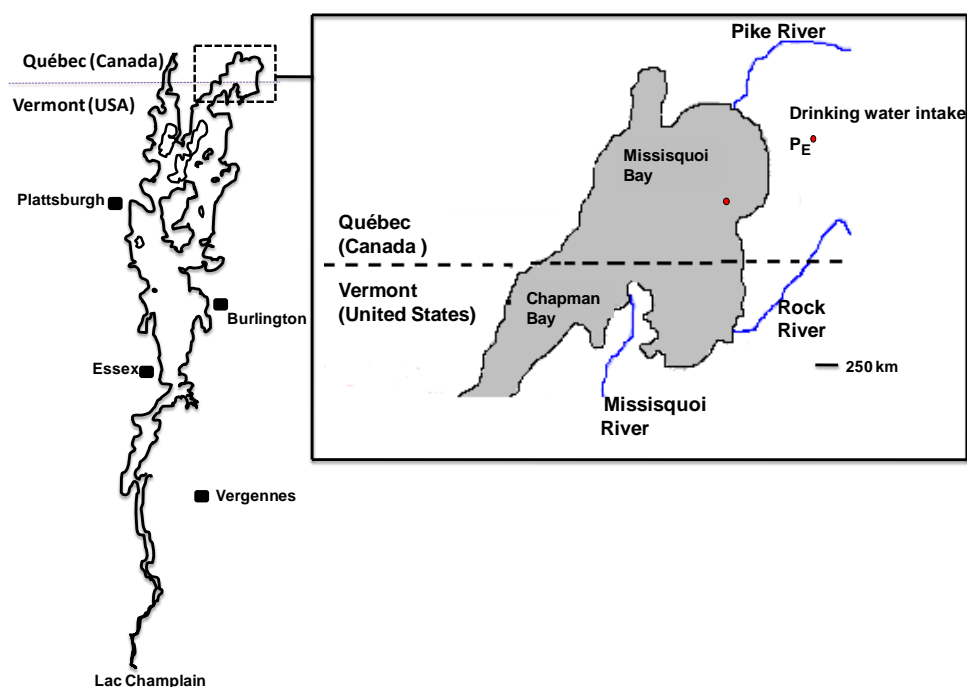 Québec (Canada)
Vermont (USA)
Plattsburgh
Burlington
Essex
Vergennes
Lac Champlain
Pike River
Drinking water intake
PE
Missisquoi
Bay
Québec
(Canada )
Vermont
(United States)
Chapman
Bay
Rock
River
250 km
Missisquoi
River